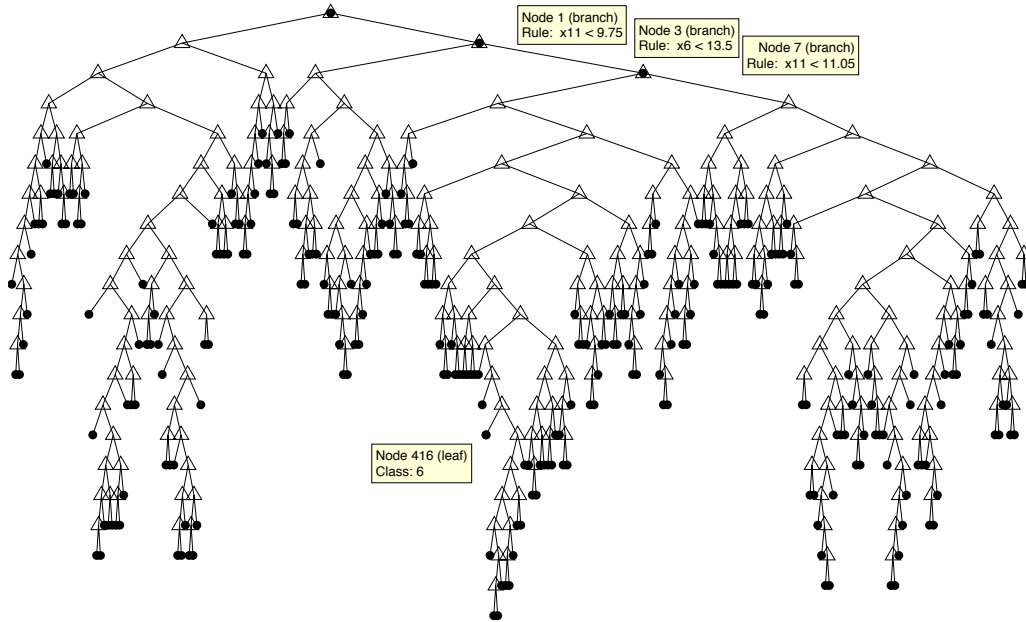 Node 1 (branch)
Rule: x11 < 9.75
Node 3 (branch)
Rule: x6 < 13.5
Node 7 (branch)
Rule: x11 < 11.05
Node 416 (leaf)
Class: 6